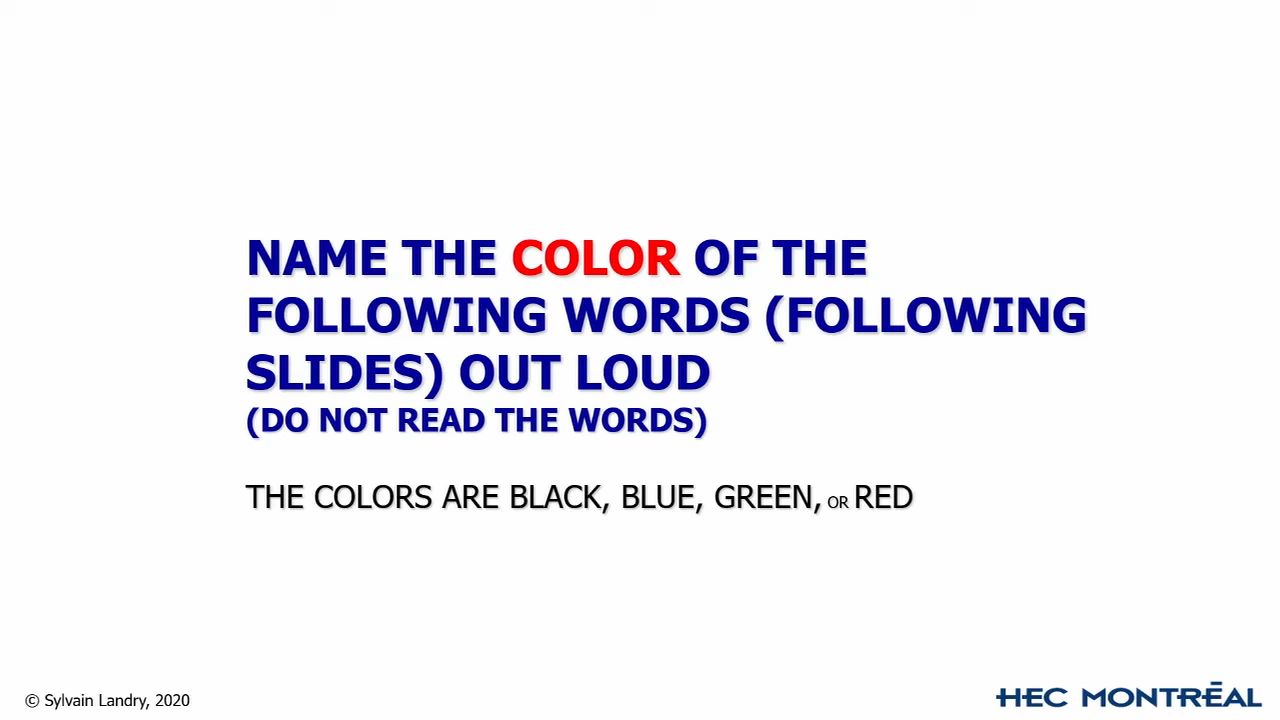 NAME THE COLOR OF THE
FOLLOWING WORDS (FOLLOWING
SLIDES) OUT LOUD
(DO NOT READ THE WORDS)
THE COLORS ARE BLACK, BLUE, GREEN, OR RED
© Sylvain Landry, 2020
HEC MONTRÉAL